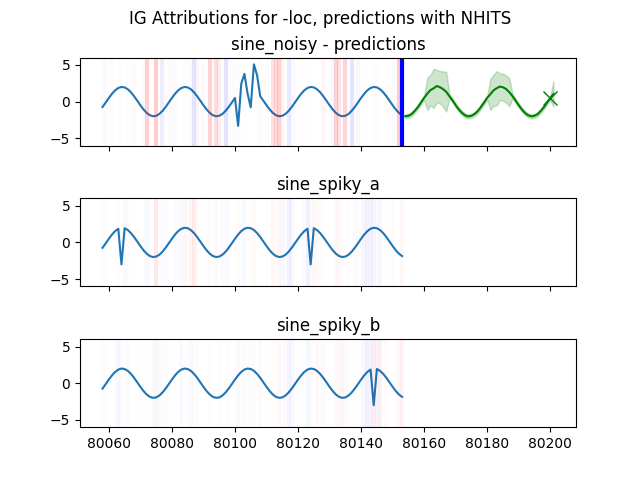 IG Attributions for -loc, predictions with NHITS
sine_noisy - predictions
5
0
−5
sine_spiky_a
5
0
−5
sine_spiky_b
5
0
−5
80060 80080 80100 80120 80140 80160 80180 80200